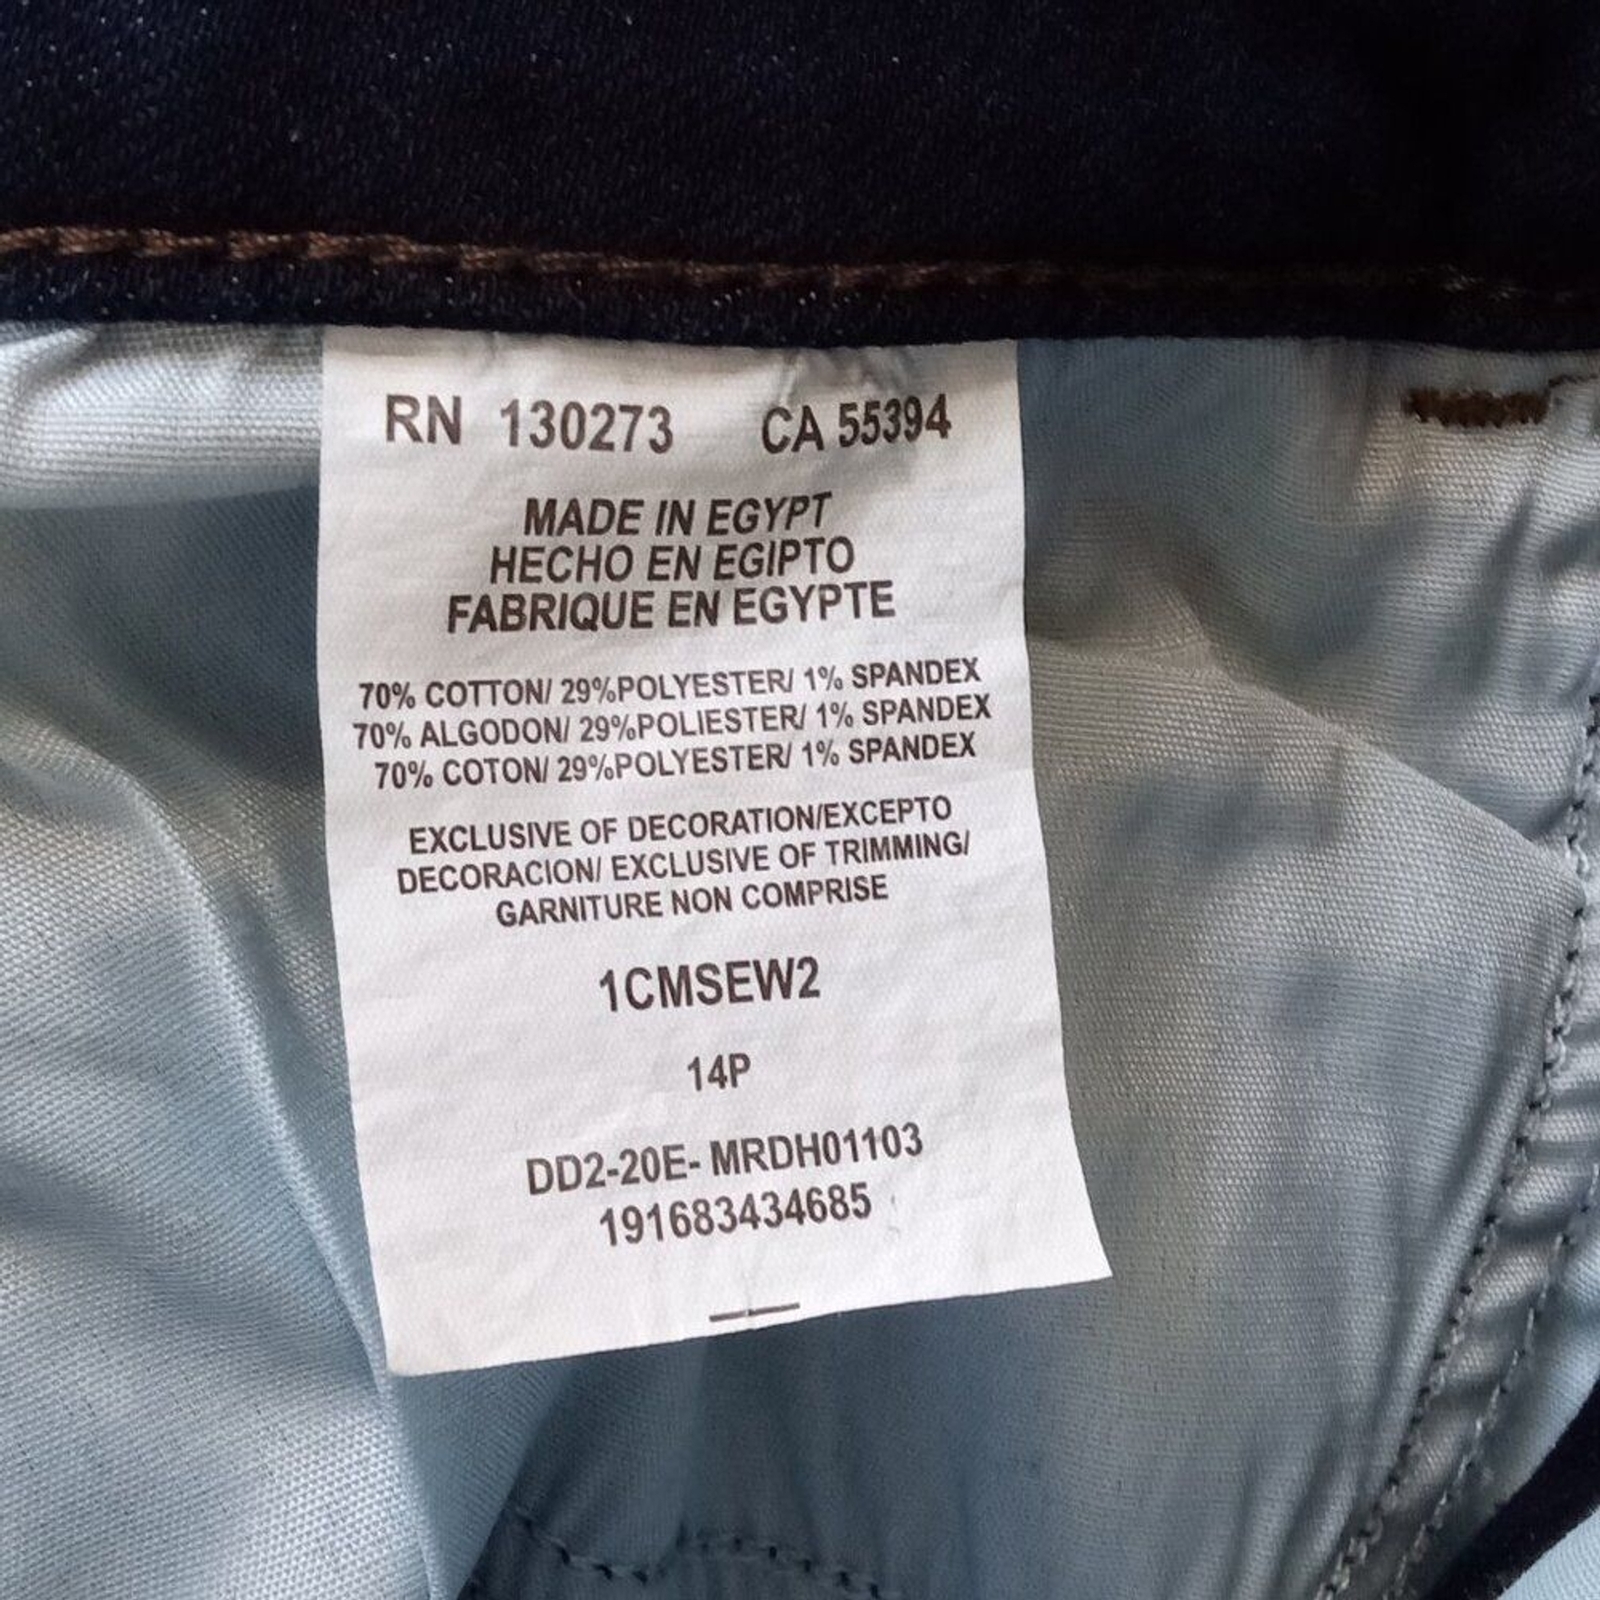 RN 130273 CA 55394
MADE IN EGYPT
HECHO EN EGIPTO
FABRIQUE EN EGYPTE
70% COTTON/ 29%POLYESTER/ 1% SPANDEX
70% ALGODON/ 29%POLIESTER/ 1% SPANDEX
70% COTON/ 29%POLYESTER/ 1% SPANDEX
EXCLUSIVE OF DECORATION/EXCEPTO
DECORACION/ EXCLUSIVE OF TRIMMING/
GARNITURE NON COMPRISE
1CMSEW2
14P
DD2-20E- MRDH01103
191683434685